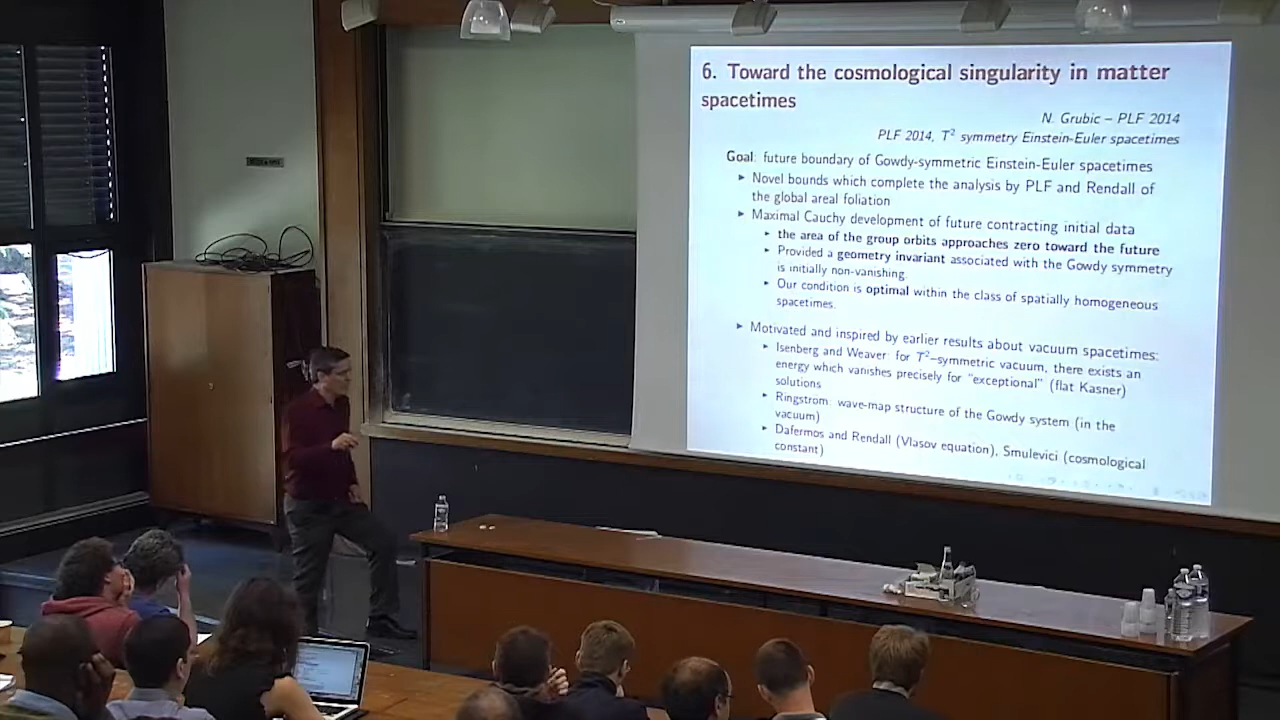 6. Toward the cosmological singularity in matter
spacetimes
N. Grubic – PLF 2014
PLF 2014, T² symmetry Einstein-Euler spacetimes
Goal: future boundary of Gowdy-symmetric Einstein-Euler spacetimes
▸ Novel bounds which complete the analysis by PLF and Rendall of
the global areal foliation
▸ Maximal Cauchy development of future contracting initial data
▸ the area of the group orbits approaches zero toward the future
▸ Provided a geometry invariant associated with the Gowdy symmetry
is initially non-vanishing.
▸ Our condition is optimal within the class of spatially homogeneous
spacetimes.
▸ Motivated and inspired by earlier results about vacuum spacetimes:
▸ Isenberg and Weaver: for T²–symmetric vacuum, there exists an
energy which vanishes precisely for "exceptional" (flat Kasner)
solutions
▸ Ringstrom: wave-map structure of the Gowdy system (in the
vacuum)
▸ Dafermos and Rendall (Vlasov equation), Smulevici (cosmological
constant)